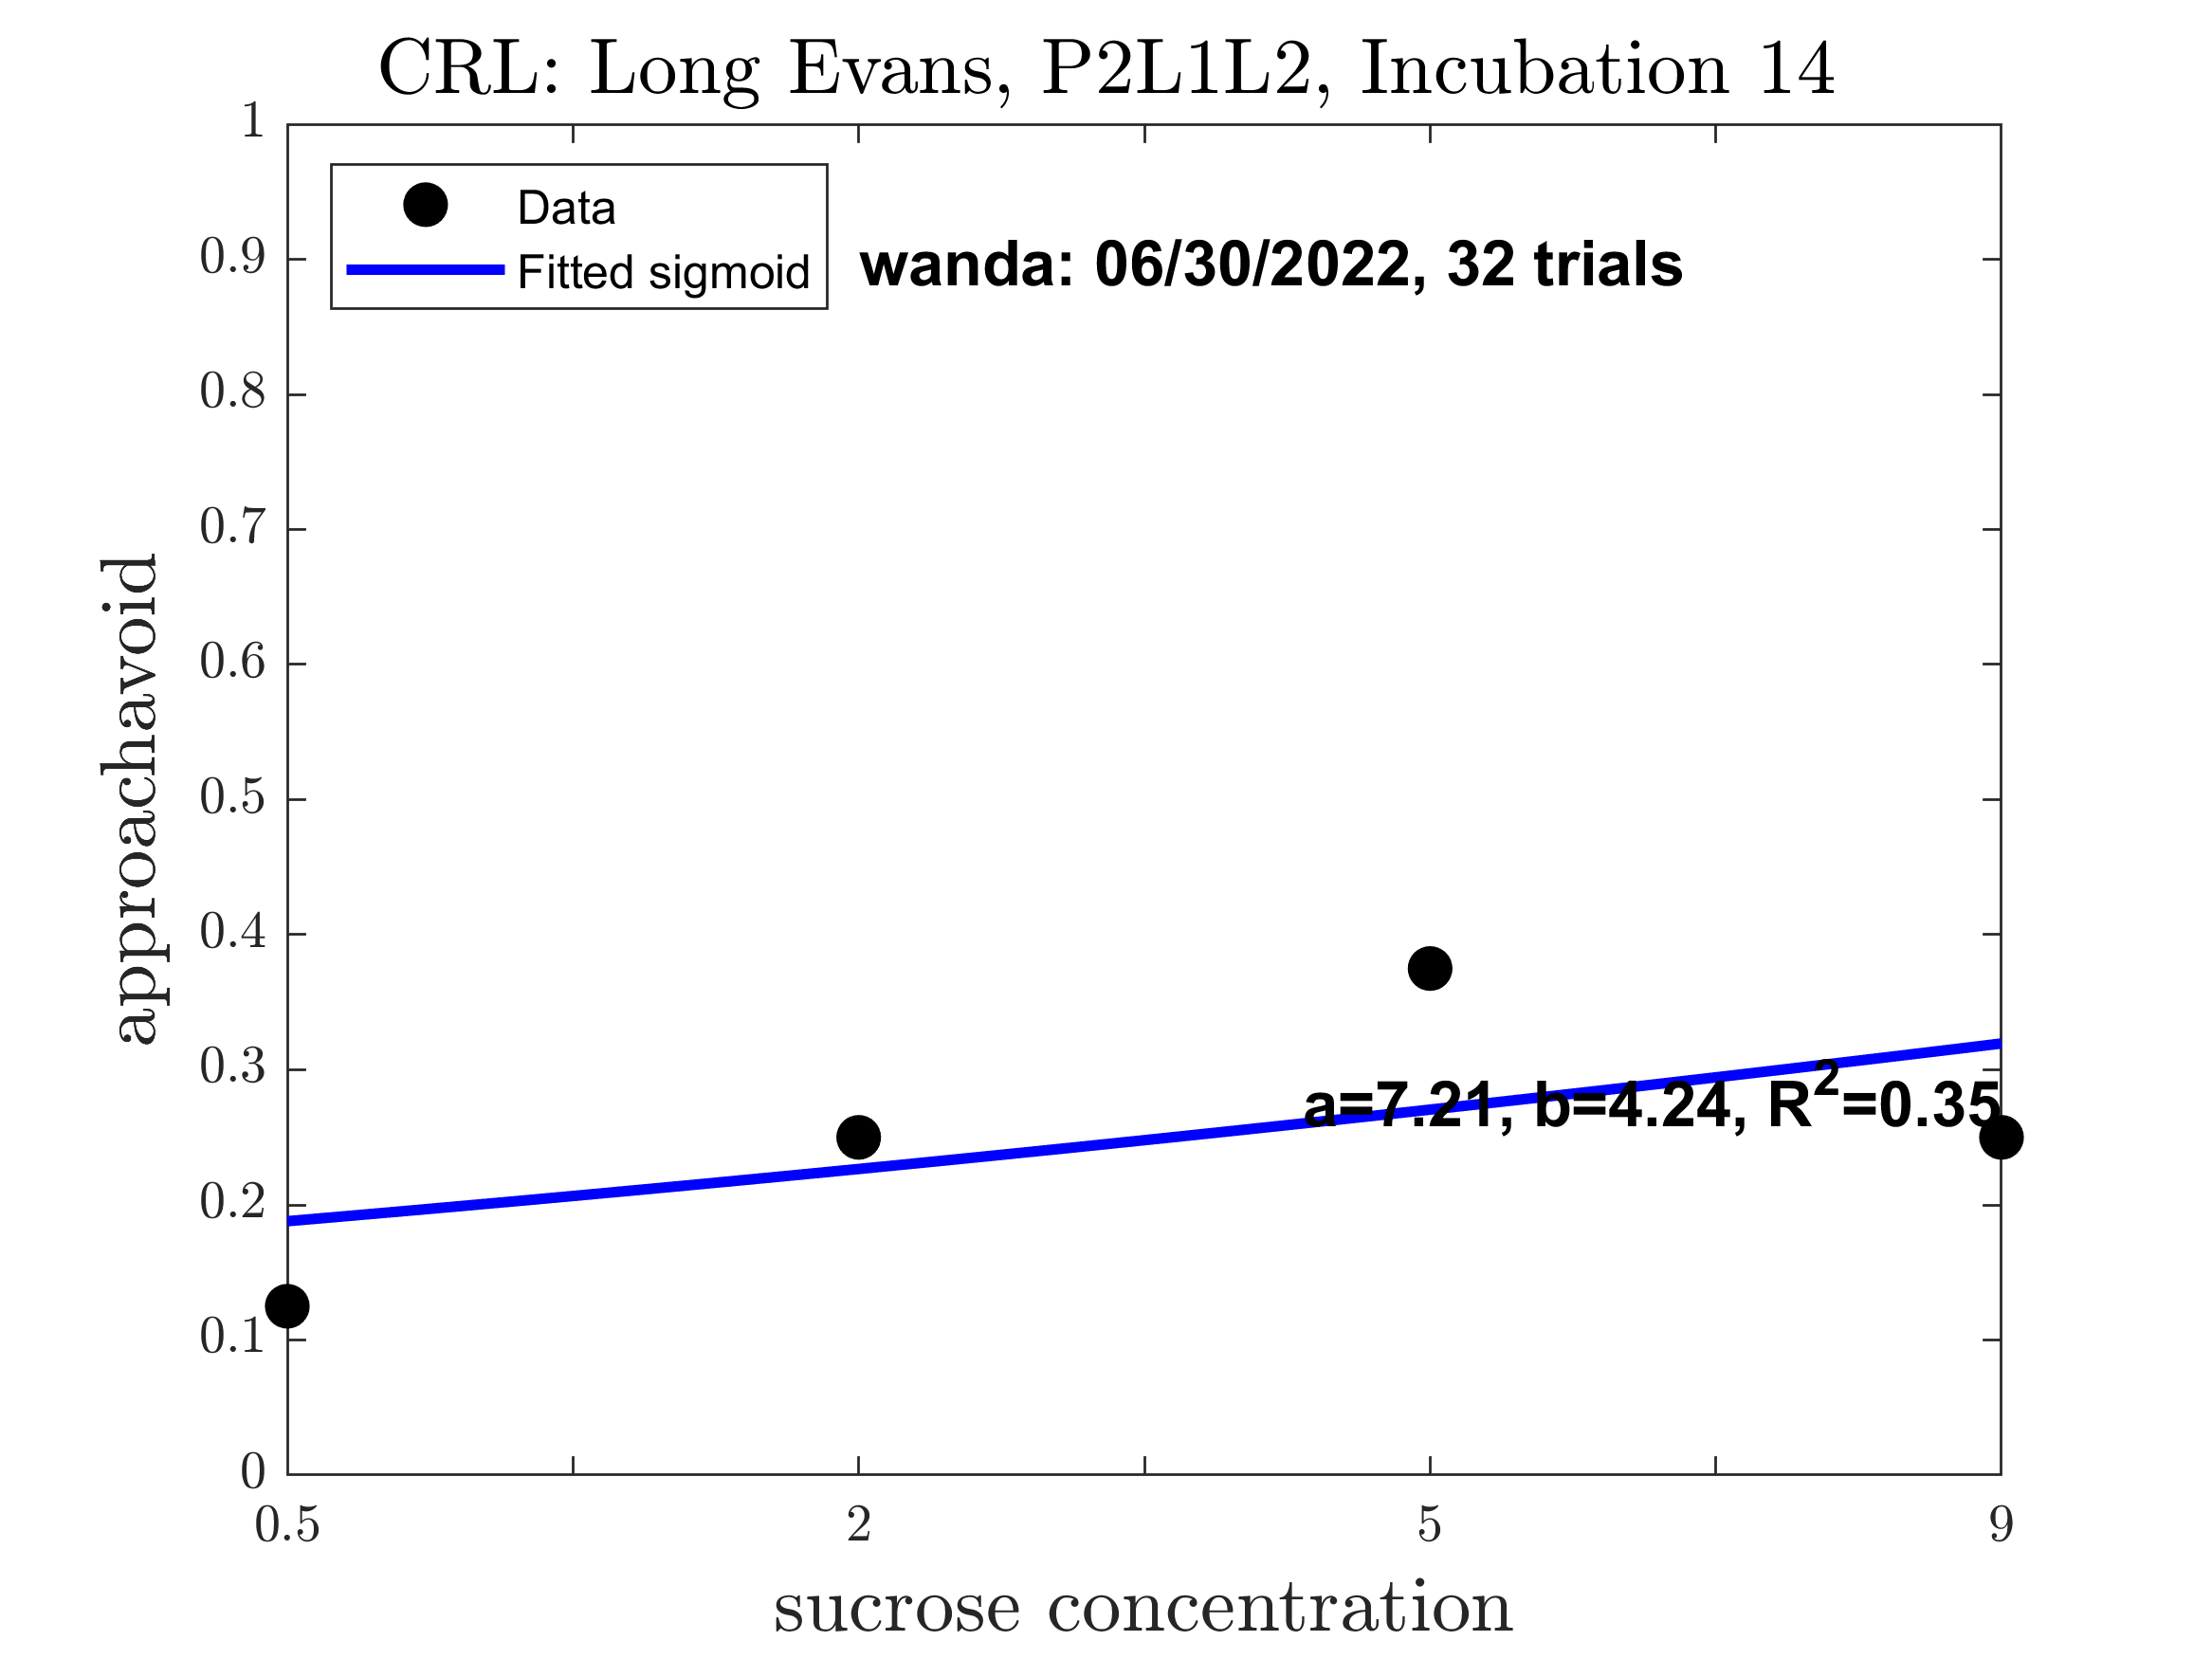 CRL: Long Evans, P2L1L2, Incubation 14
1
Data
Fitted sigmoid
wanda: 06/30/2022, 32 trials
0.9
0.8
0.7
0.6
0.5
0.4
0.3
0.2
0.1
0
approachavoid
a=7.21, b=4.24, R²=0.35
0.5 2 5 9
sucrose concentration